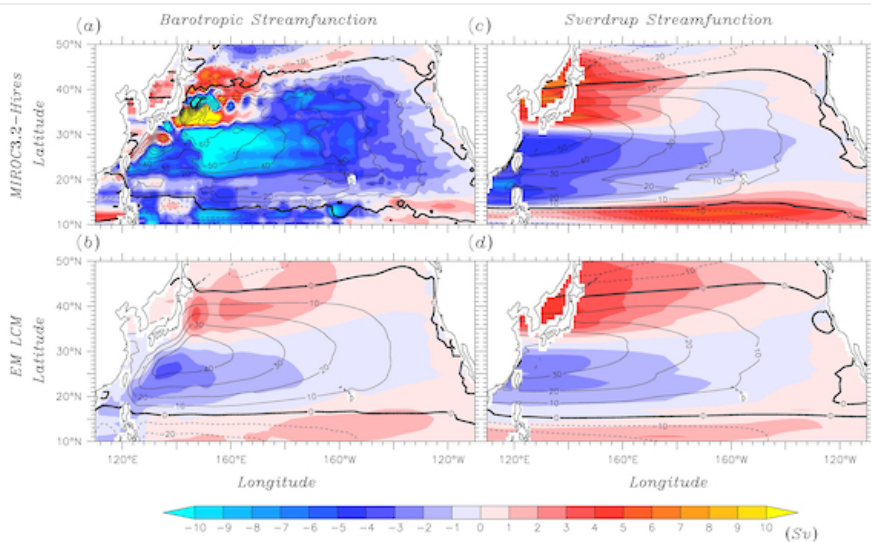 Barotropic Streamfunction
Sverdrup Streamfunction
(a)
(c)
MIROC3.2-Hires
Latitude
50°N
40°N
30°N
20°N
10°N
(b)
(d)
EM LCM
Latitude
50°N
40°N
30°N
20°N
10°N
120°E 160°E 160°W 120°W
120°E 160°E 160°W 120°W
Longitude
Longitude
-10 -9 -8 -7 -6 -5 -4 -3 -2 -1 0 1 2 3 4 5 6 7 8 9 10
(Sv)